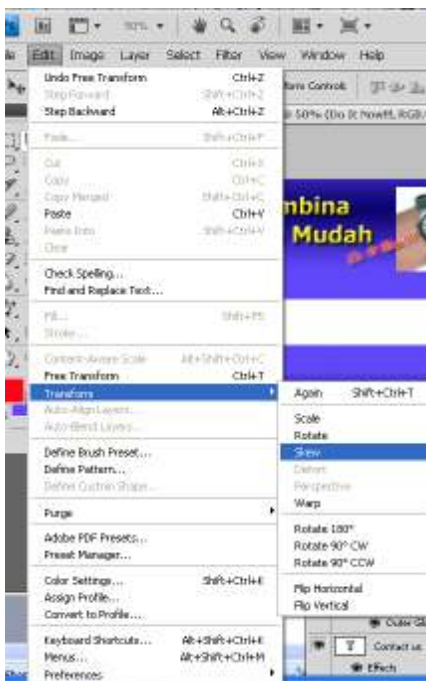 Edit Image Layer Select Filter View Window Help
Undo Free Transform Ctrl+Z
Step Forward Shift+Ctrl+Z
Step Backward Alt+Ctrl+Z
Fade... Shift+Ctrl+F
Cut Ctrl+X
Copy Ctrl+C
Copy Merged Shift+Ctrl+C
Paste Ctrl+V
Paste Into Shift+Ctrl+V
Clear
Check Spelling...
Find and Replace Text...
Fill... Shift+F5
Stroke...
Content-Aware Scale Alt+Shift+Ctrl+C
Free Transform Ctrl+T
Transform
Auto-Align Layers...
Auto-Blend Layers...
Define Brush Preset...
Define Pattern...
Define Custom Shape...
Purge
Adobe PDF Presets...
Preset Manager...
Color Settings... Shift+Ctrl+K
Assign Profile...
Convert to Profile...
Keyboard Shortcuts... Alt+Shift+Ctrl+K
Menus... Alt+Shift+Ctrl+M
Preferences
Again Shift+Ctrl+T
Scale
Rotate
Skew
Distort
Perspective
Warp
Rotate 180°
Rotate 90° CW
Rotate 90° CCW
Flip Horizontal
Flip Vertical
50%
Controls
mbina
Mudah
Outer Gl
T Contact us
Effects